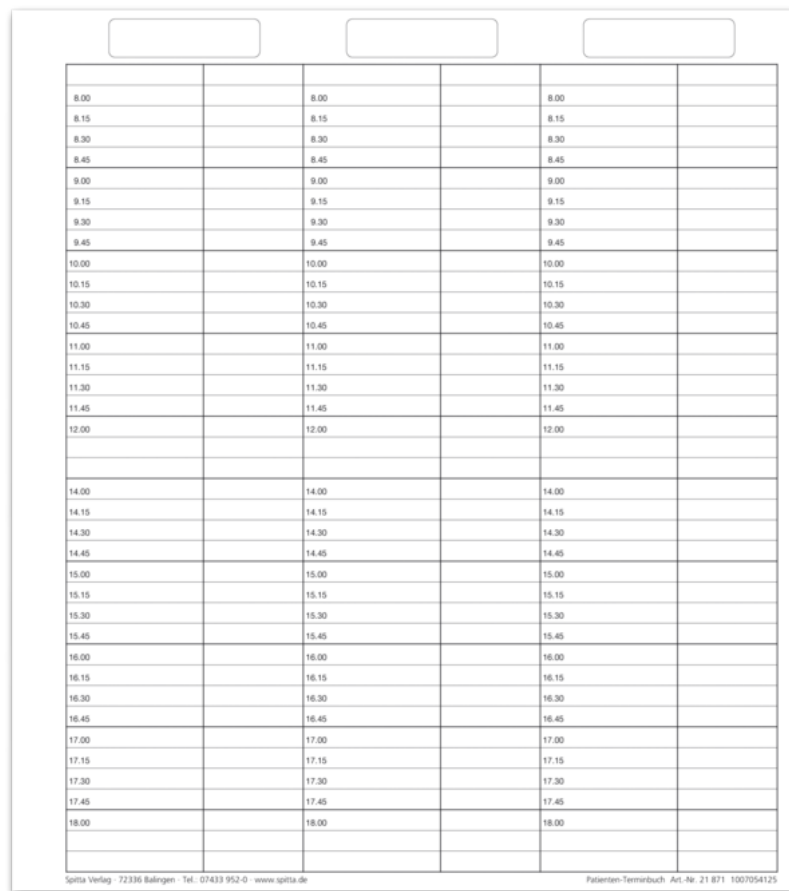 8.00 8.00 8.00
8.15 8.15 8.15
8.30 8.30 8.30
8.45 8.45 8.45
9.00 9.00 9.00
9.15 9.15 9.15
9.30 9.30 9.30
9.45 9.45 9.45
10.00 10.00 10.00
10.15 10.15 10.15
10.30 10.30 10.30
10.45 10.45 10.45
11.00 11.00 11.00
11.15 11.15 11.15
11.30 11.30 11.30
11.45 11.45 11.45
12.00 12.00 12.00
14.00 14.00 14.00
14.15 14.15 14.15
14.30 14.30 14.30
14.45 14.45 14.45
15.00 15.00 15.00
15.15 15.15 15.15
15.30 15.30 15.30
15.45 15.45 15.45
16.00 16.00 16.00
16.15 16.15 16.15
16.30 16.30 16.30
16.45 16.45 16.45
17.00 17.00 17.00
17.15 17.15 17.15
17.30 17.30 17.30
17.45 17.45 17.45
18.00 18.00 18.00
Spitta Verlag · 72336 Balingen · Tel.: 07433 952-0 · www.spitta.de Patienten-Terminbuch Art.-Nr. 21 871 1007054125